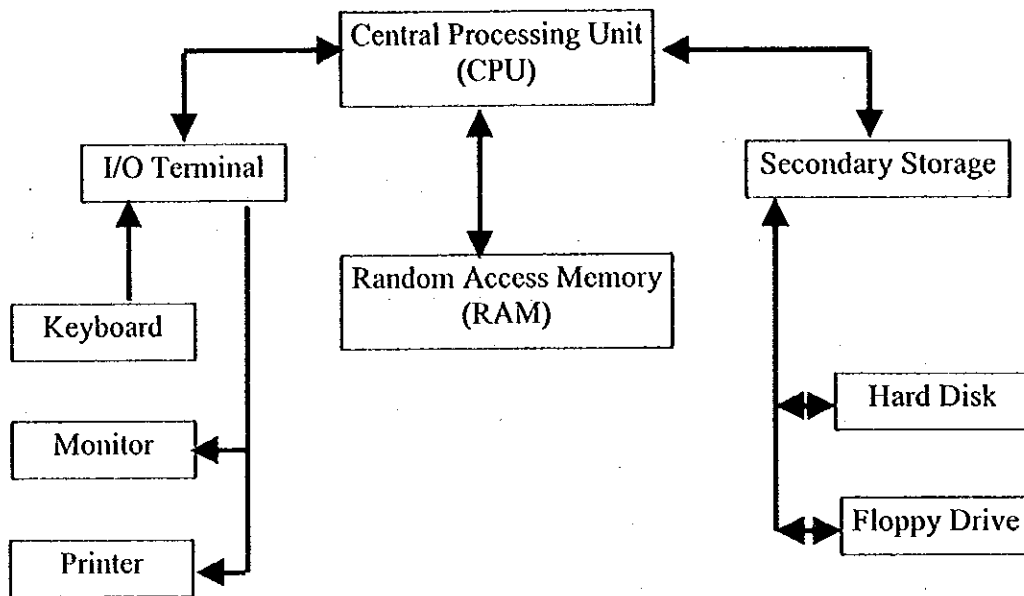 Central Processing Unit
(CPU)
I/O Terminal
Secondary Storage
Random Access Memory
(RAM)
Keyboard
Hard Disk
Monitor
Floppy Drive
Printer